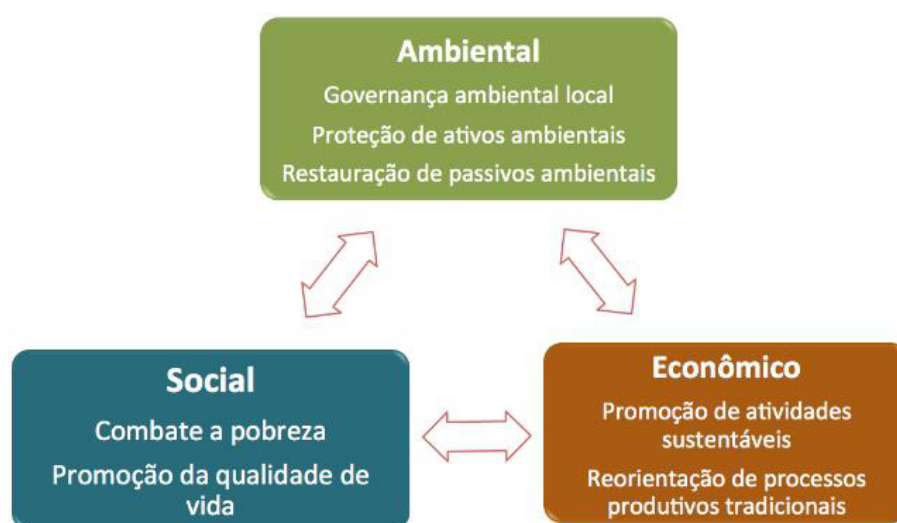 Ambiental
Governança ambiental local
Proteção de ativos ambientais
Restauração de passivos ambientais
Social
Combate a pobreza
Promoção da qualidade de
vida
Econômico
Promoção de atividades
sustentáveis
Reorientação de processos
produtivos tradicionais